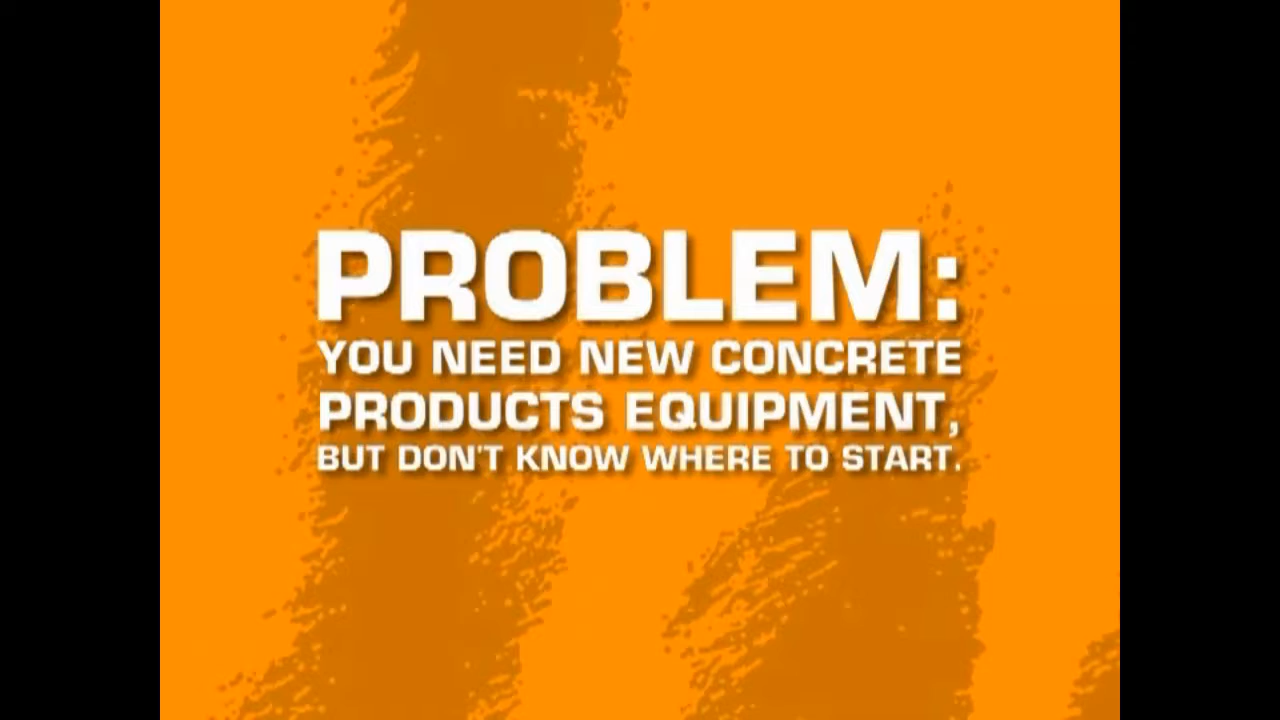 PROBLEM:
YOU NEED NEW CONCRETE
PRODUCTS EQUIPMENT,
BUT DON'T KNOW WHERE TO START.